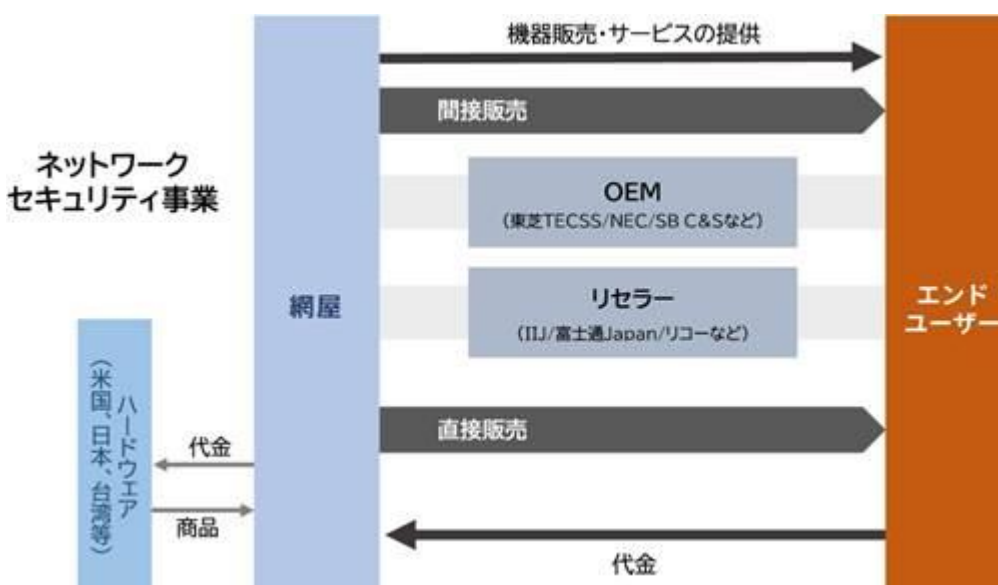 機器販売・サービスの提供
間接販売
ネットワーク
セキュリティ事業
OEM
(東芝TECSS/NEC/SB C&Sなど)
網屋
リセラー
(IIJ/富士通Japan/リコーなど)
エンド
ユーザー
ハードウェア
(米国、日本、台湾等)
直接販売
代金
商品
代金